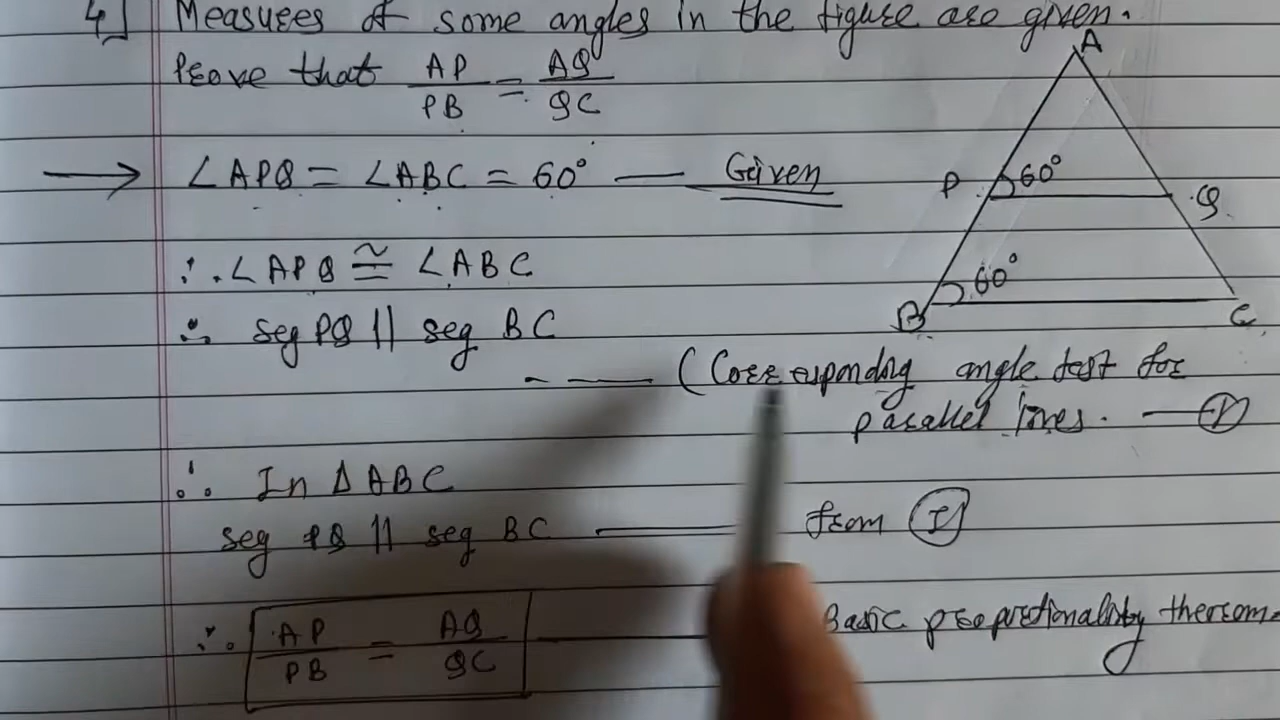 4] Measures of some angles in the figure are given.
Prove that AP/PB = AQ/QC
→ ∠APQ = ∠ABC = 60° — Given
∴ ∠APQ ≅ ∠ABC
∴ seg PQ || seg BC
---- (Corresponding angle test for
parallel lines. — (I)
∴ In ΔABC
seg PQ || seg BC —— from (I)
∴ AP/PB = AQ/QC — Basic proportionality theroem.
A
P 60° Q
60°
B C